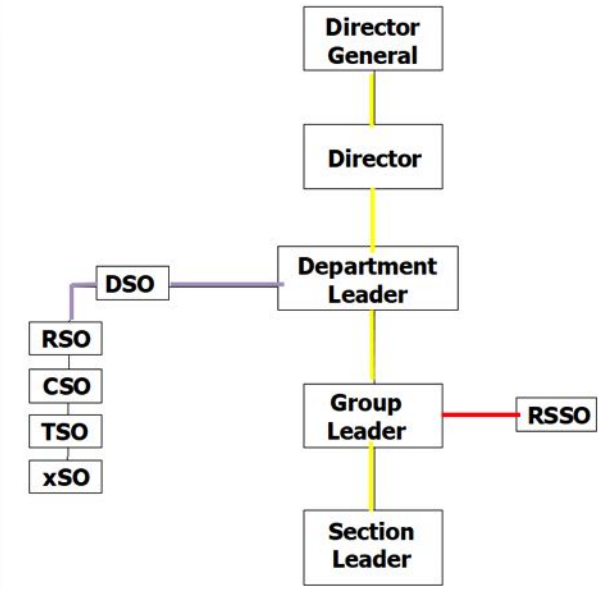 Director
General
Director
Department
Leader
DSO
RSO
CSO
TSO
xSO
Group
Leader
RSSO
Section
Leader